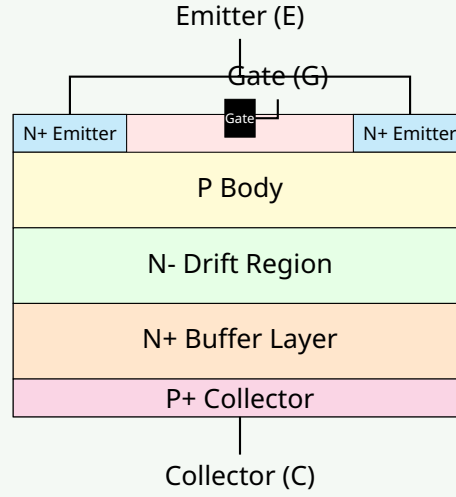 Emitter (E)
Gate (G)
Gate
N+ Emitter
N+ Emitter
P Body
N- Drift Region
N+ Buffer Layer
P+ Collector
Collector (C)